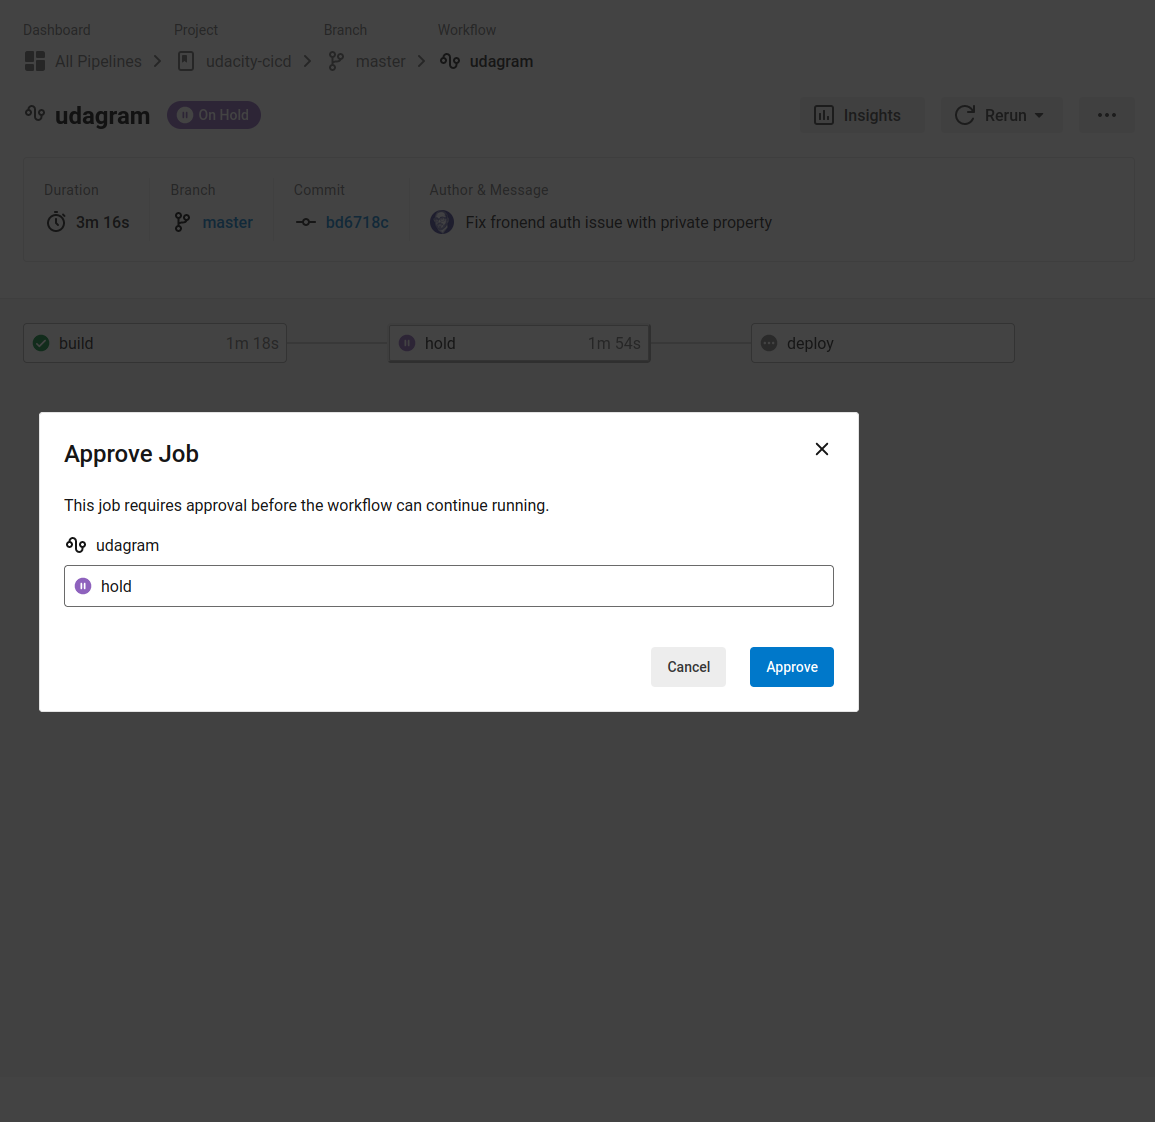 Dashboard Project Branch Workflow
All Pipelines udacity-cicd master udagram
udagram On Hold Insights Rerun
Duration Branch Commit Author & Message
3m 16s master bd6718c Fix fronend auth issue with private property
build 1m 18s hold 1m 54s deploy
Approve Job
This job requires approval before the workflow can continue running.
udagram
hold
Cancel Approve